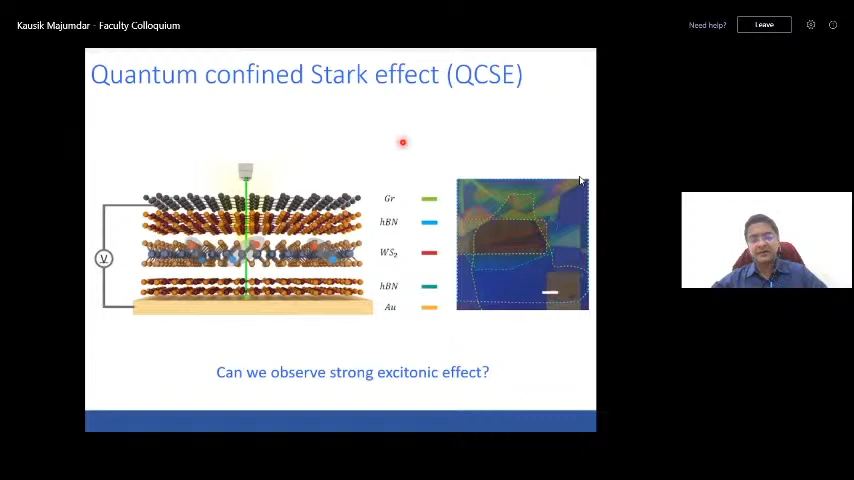 Kausik Majumdar - Faculty Colloquium
Need help?
Leave
Quantum confined Stark effect (QCSE)
Gr
hBN
V
WS₂
hBN
Au
Can we observe strong excitonic effect?